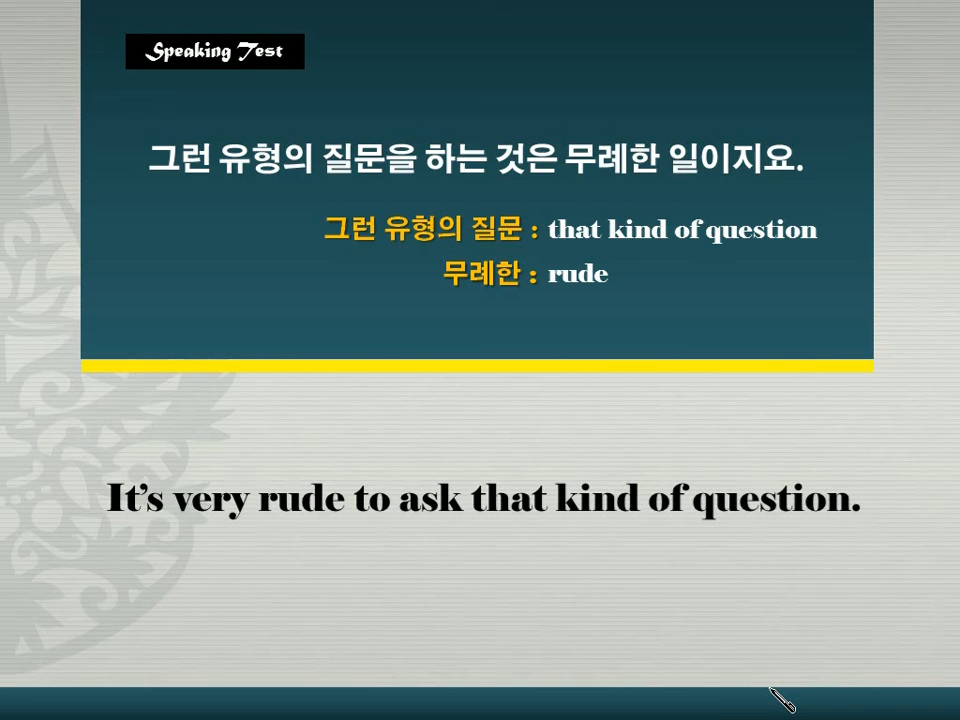 Speaking Test
그런 유형의 질문을 하는 것은 무례한 일이지요.
그런 유형의 질문 : that kind of question
무례한 : rude
It’s very rude to ask that kind of question.